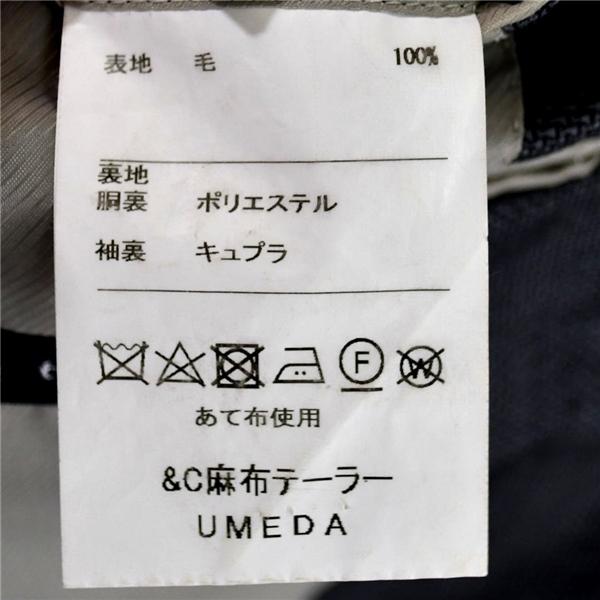 表地 毛 100%
裏地
胴裏 ポリエステル
袖裏 キュプラ
F W
あて布使用
&C麻布テーラー
UMEDA